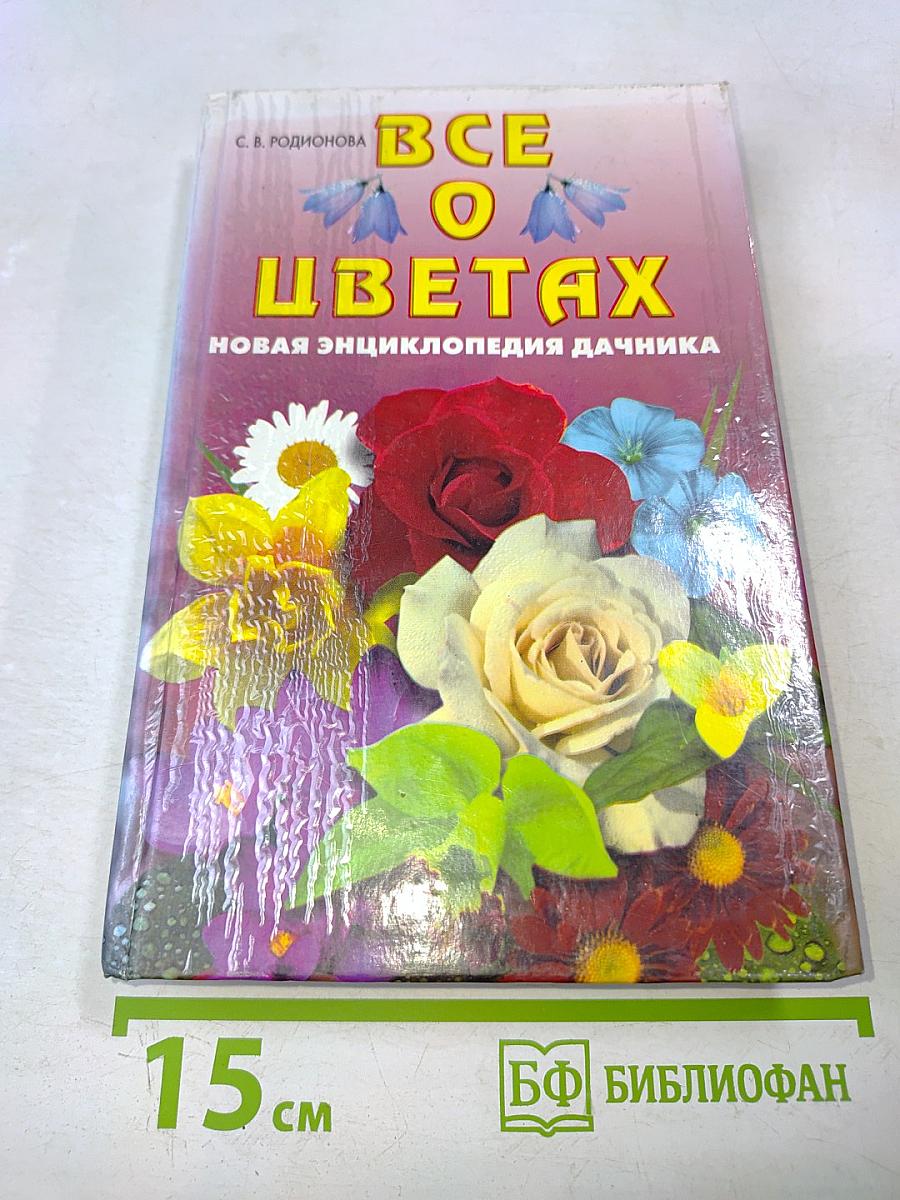 С. В. РОДИОНОВА
ВСЕ
О
ЦВЕТАХ
НОВАЯ ЭНЦИКЛОПЕДИЯ ДАЧНИКА
15 см
БФ БИБЛИОФАН